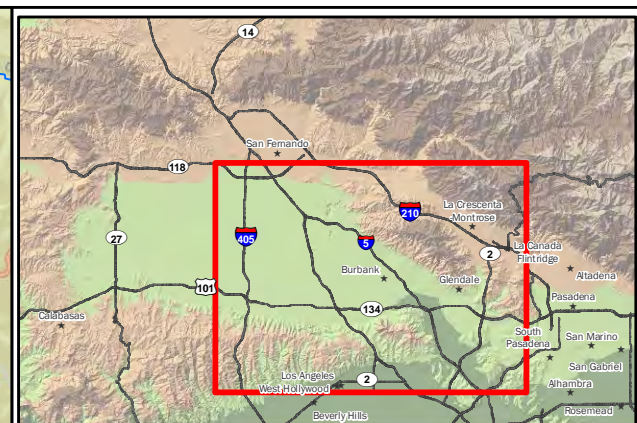 14
San Fernando
118
La Crescenta
-Montrose
210
27
405
5
2
La Canada
Flintridge
Burbank
Altadena
101
Glendale
Pasadena
134
Calabasas
South
Pasadena
San Marino
San Gabriel
Los Angeles
West Hollywood
2
Alhambra
Beverly Hills
Rosemead